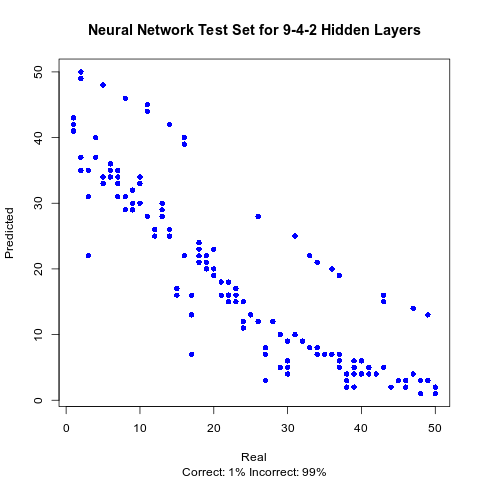 Neural Network Test Set for 9-4-2 Hidden Layers
50
40
30
20
10
0
Predicted
0 10 20 30 40 50
Real
Correct: 1% Incorrect: 99%